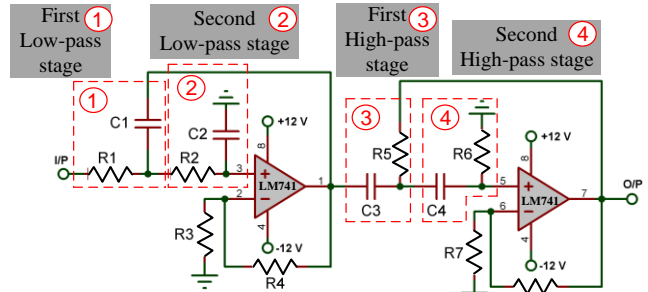 First 1
Low-pass
stage
Second 2
Low-pass stage
First 3
High-pass
stage
Second 4
High-pass stage
1
2
3
4
I/P
R1
C1
R2
C2
+12 V
8
3
+
LM741
1
2
−
4
-12 V
R3
R4
C3
R5
C4
R6
+12 V
8
5
+
LM741
7
O/P
6
−
4
-12 V
R7